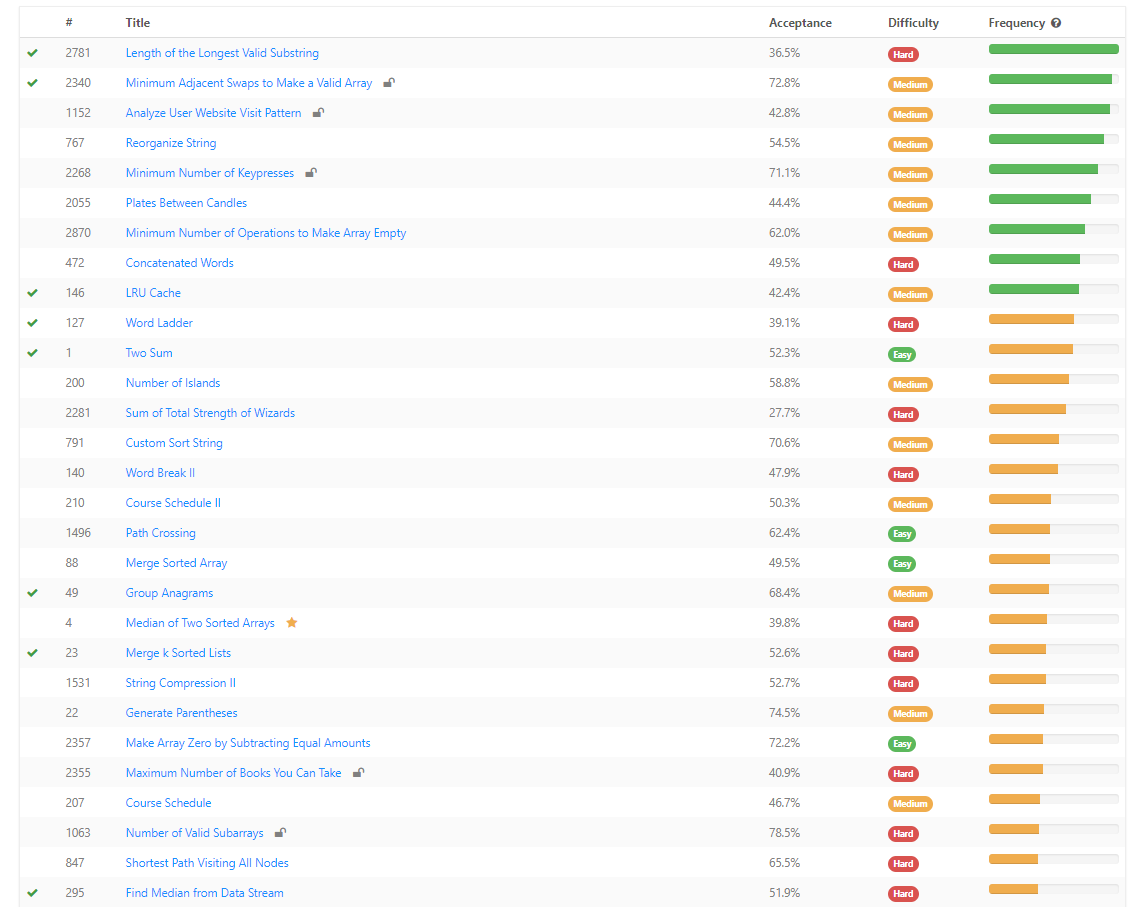 # Title Acceptance Difficulty Frequency
2781 Length of the Longest Valid Substring 36.5% Hard
2340 Minimum Adjacent Swaps to Make a Valid Array 72.8% Medium
1152 Analyze User Website Visit Pattern 42.8% Medium
767 Reorganize String 54.5% Medium
2268 Minimum Number of Keypresses 71.1% Medium
2055 Plates Between Candles 44.4% Medium
2870 Minimum Number of Operations to Make Array Empty 62.0% Medium
472 Concatenated Words 49.5% Hard
146 LRU Cache 42.4% Medium
127 Word Ladder 39.1% Hard
1 Two Sum 52.3% Easy
200 Number of Islands 58.8% Medium
2281 Sum of Total Strength of Wizards 27.7% Hard
791 Custom Sort String 70.6% Medium
140 Word Break II 47.9% Hard
210 Course Schedule II 50.3% Medium
1496 Path Crossing 62.4% Easy
88 Merge Sorted Array 49.5% Easy
49 Group Anagrams 68.4% Medium
4 Median of Two Sorted Arrays 39.8% Hard
23 Merge k Sorted Lists 52.6% Hard
1531 String Compression II 52.7% Hard
22 Generate Parentheses 74.5% Medium
2357 Make Array Zero by Subtracting Equal Amounts 72.2% Easy
2355 Maximum Number of Books You Can Take 40.9% Hard
207 Course Schedule 46.7% Medium
1063 Number of Valid Subarrays 78.5% Hard
847 Shortest Path Visiting All Nodes 65.5% Hard
295 Find Median from Data Stream 51.9% Hard